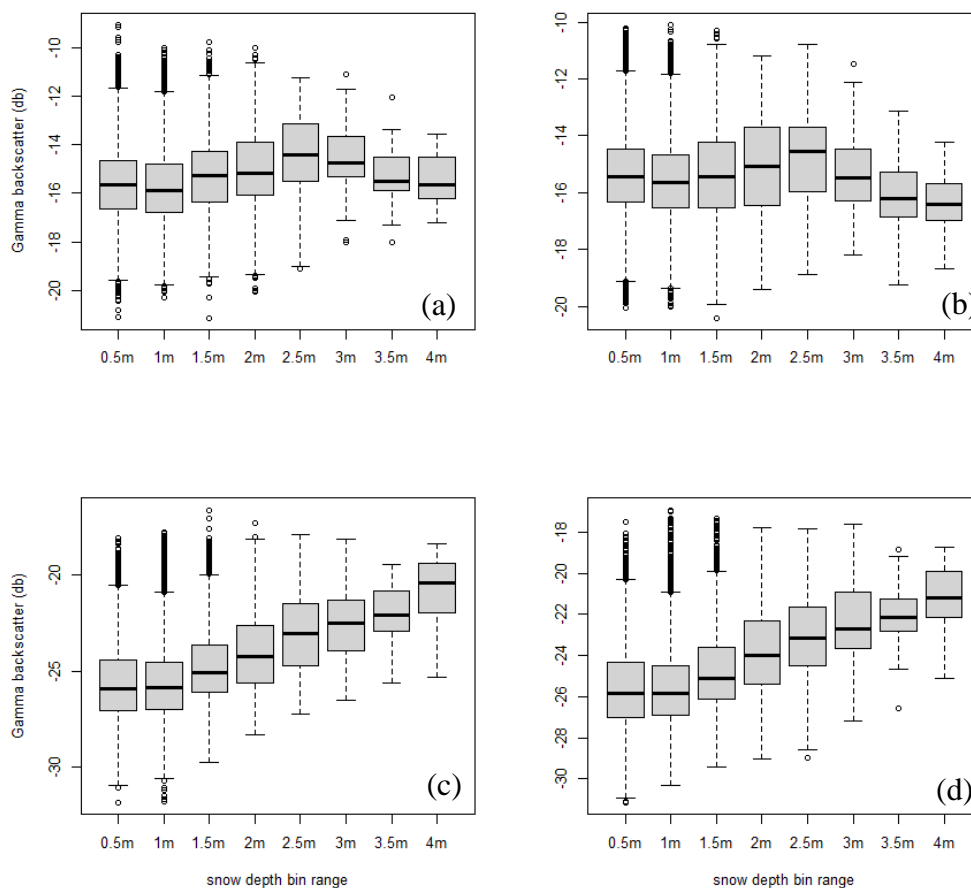 Gamma backscatter (db)
-10
-12
-14
-16
-18
-20
(a)
0.5m 1m 1.5m 2m 2.5m 3m 3.5m 4m
-10
-12
-14
-16
-18
-20
(b)
0.5m 1m 1.5m 2m 2.5m 3m 3.5m 4m
Gamma backscatter (db)
-20
-25
-30
(c)
0.5m 1m 1.5m 2m 2.5m 3m 3.5m 4m
snow depth bin range
18
20
22
24
-26
-28
-30
(d)
0.5m 1m 1.5m 2m 2.5m 3m 3.5m 4m
snow depth bin range